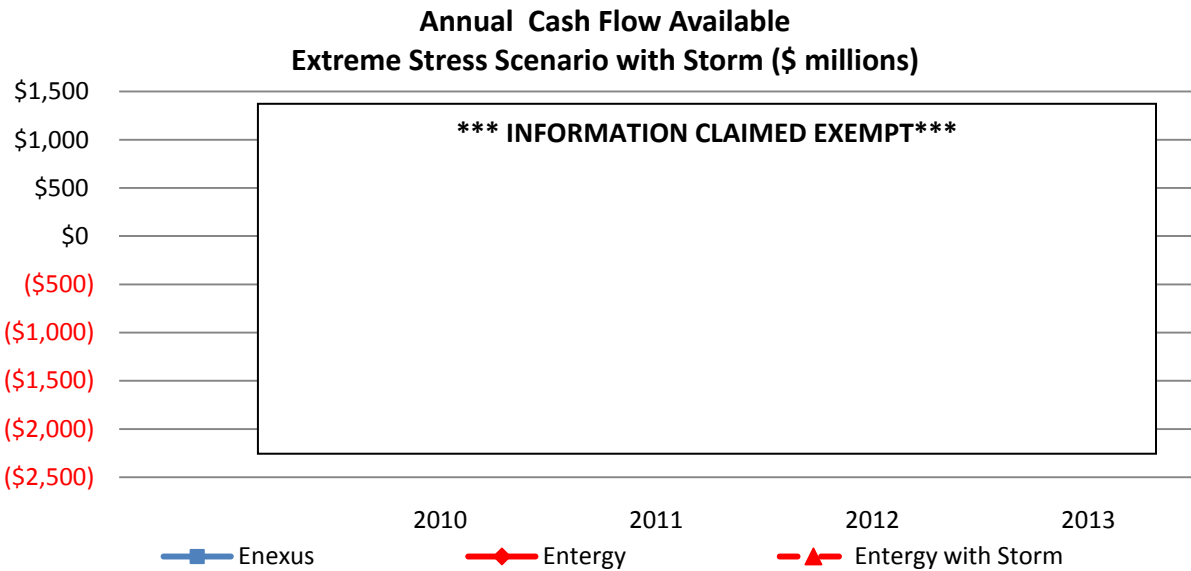 Annual Cash Flow Available
Extreme Stress Scenario with Storm ($ millions)
$1,500
*** INFORMATION CLAIMED EXEMPT***
$1,000
$500
$0
($500)
($1,000)
($1,500)
($2,000)
($2,500)
2010 2011 2012 2013
Enexus Entergy Entergy with Storm